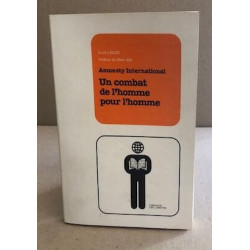 Amnesty International
Un combat
de l'homme
pour l'homme